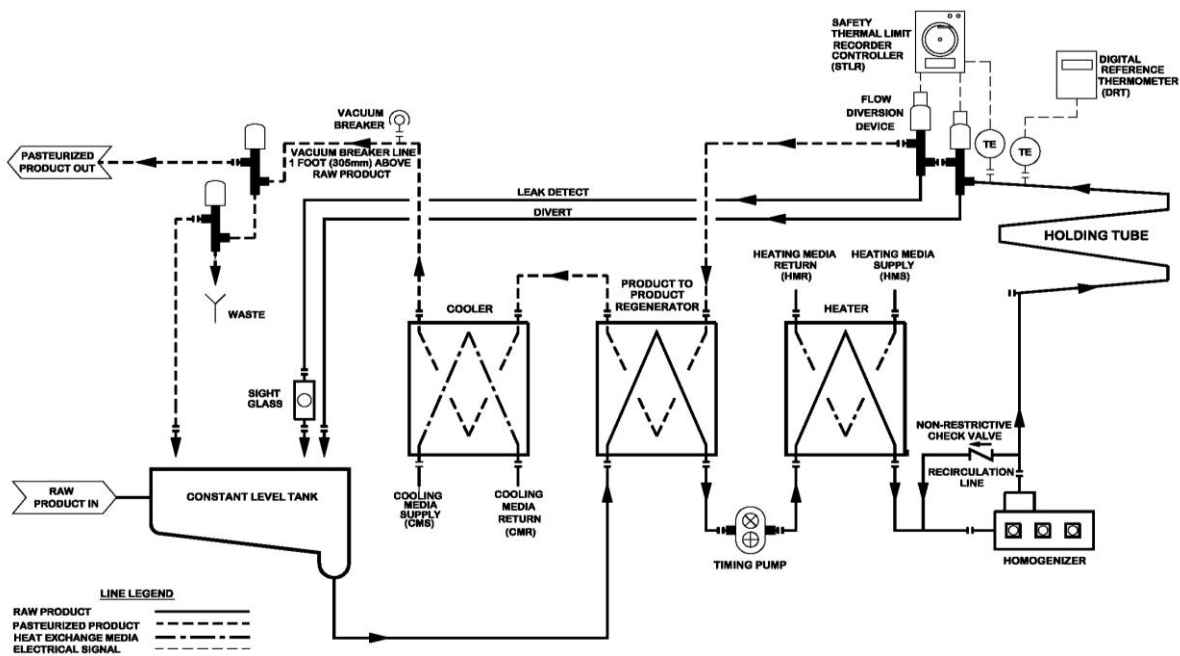 SAFETY
THERMAL LIMIT
RECORDER
CONTROLLER
(STLR)
DIGITAL
REFERENCE
THERMOMETER
(DRT)
FLOW
DIVERSION
DEVICE
TE
TE
VACUUM
BREAKER
VACUUM BREAKER LINE
1 FOOT (305mm) ABOVE
RAW PRODUCT
PASTEURIZED
PRODUCT OUT
LEAK DETECT
DIVERT
HOLDING TUBE
WASTE
HEATING MEDIA
RETURN
(HMR)
HEATING MEDIA
SUPPLY
(HMS)
COOLER
PRODUCT TO
PRODUCT
REGENERATOR
HEATER
SIGHT
GLASS
NON-RESTRICTIVE
CHECK VALVE
RECIRCULATION
LINE
RAW
PRODUCT IN
CONSTANT LEVEL TANK
COOLING
MEDIA
SUPPLY
(CMS)
COOLING
MEDIA
RETURN
(CMR)
TIMING PUMP
HOMOGENIZER
LINE LEGEND
RAW PRODUCT
PASTEURIZED PRODUCT
HEAT EXCHANGE MEDIA
ELECTRICAL SIGNAL